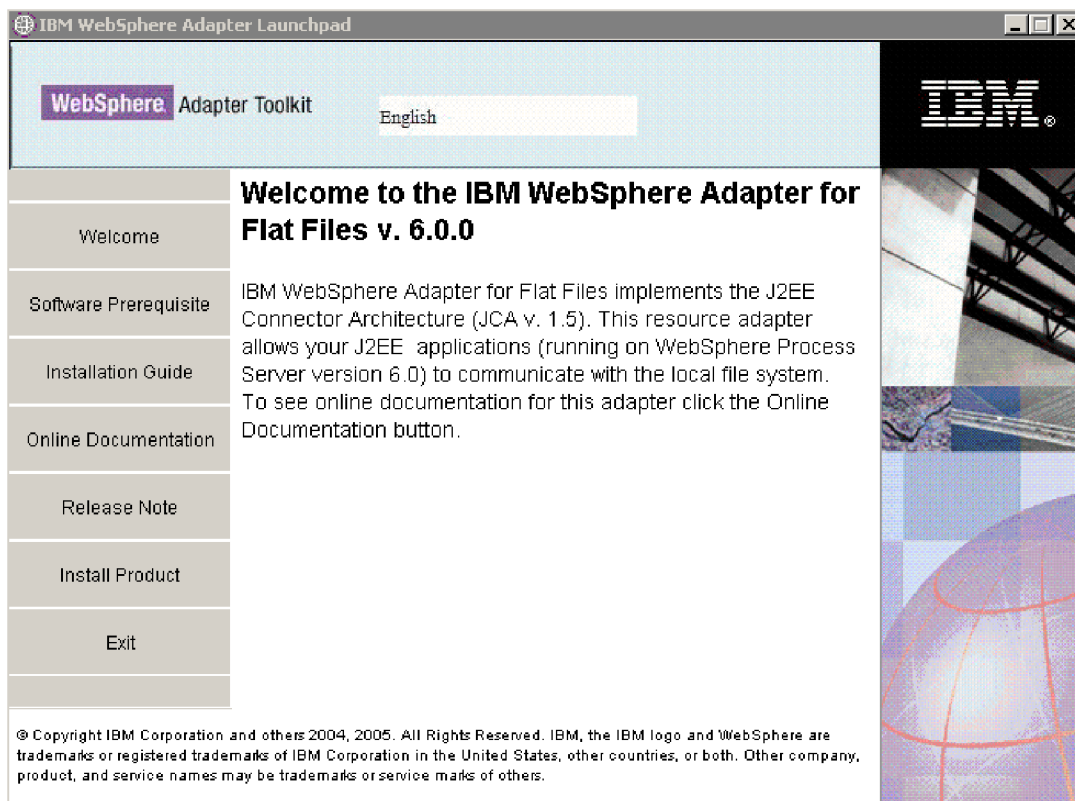 IBM WebSphere Adapter Launchpad
WebSphere. Adapter Toolkit
English
IBM®
Welcome
Software Prerequisite
Installation Guide
Online Documentation
Release Note
Install Product
Exit
Welcome to the IBM WebSphere Adapter for
Flat Files v. 6.0.0
IBM WebSphere Adapter for Flat Files implements the J2EE
Connector Architecture (JCA v. 1.5). This resource adapter
allows your J2EE applications (running on WebSphere Process
Server version 6.0) to communicate with the local file system.
To see online documentation for this adapter click the Online
Documentation button.
© Copyright IBM Corporation and others 2004, 2005. All Rights Reserved. IBM, the IBM logo and WebSphere are
trademarks or registered trademarks of IBM Corporation in the United States, other countries, or both. Other company,
product, and service names may be trademarks or service marks of others.